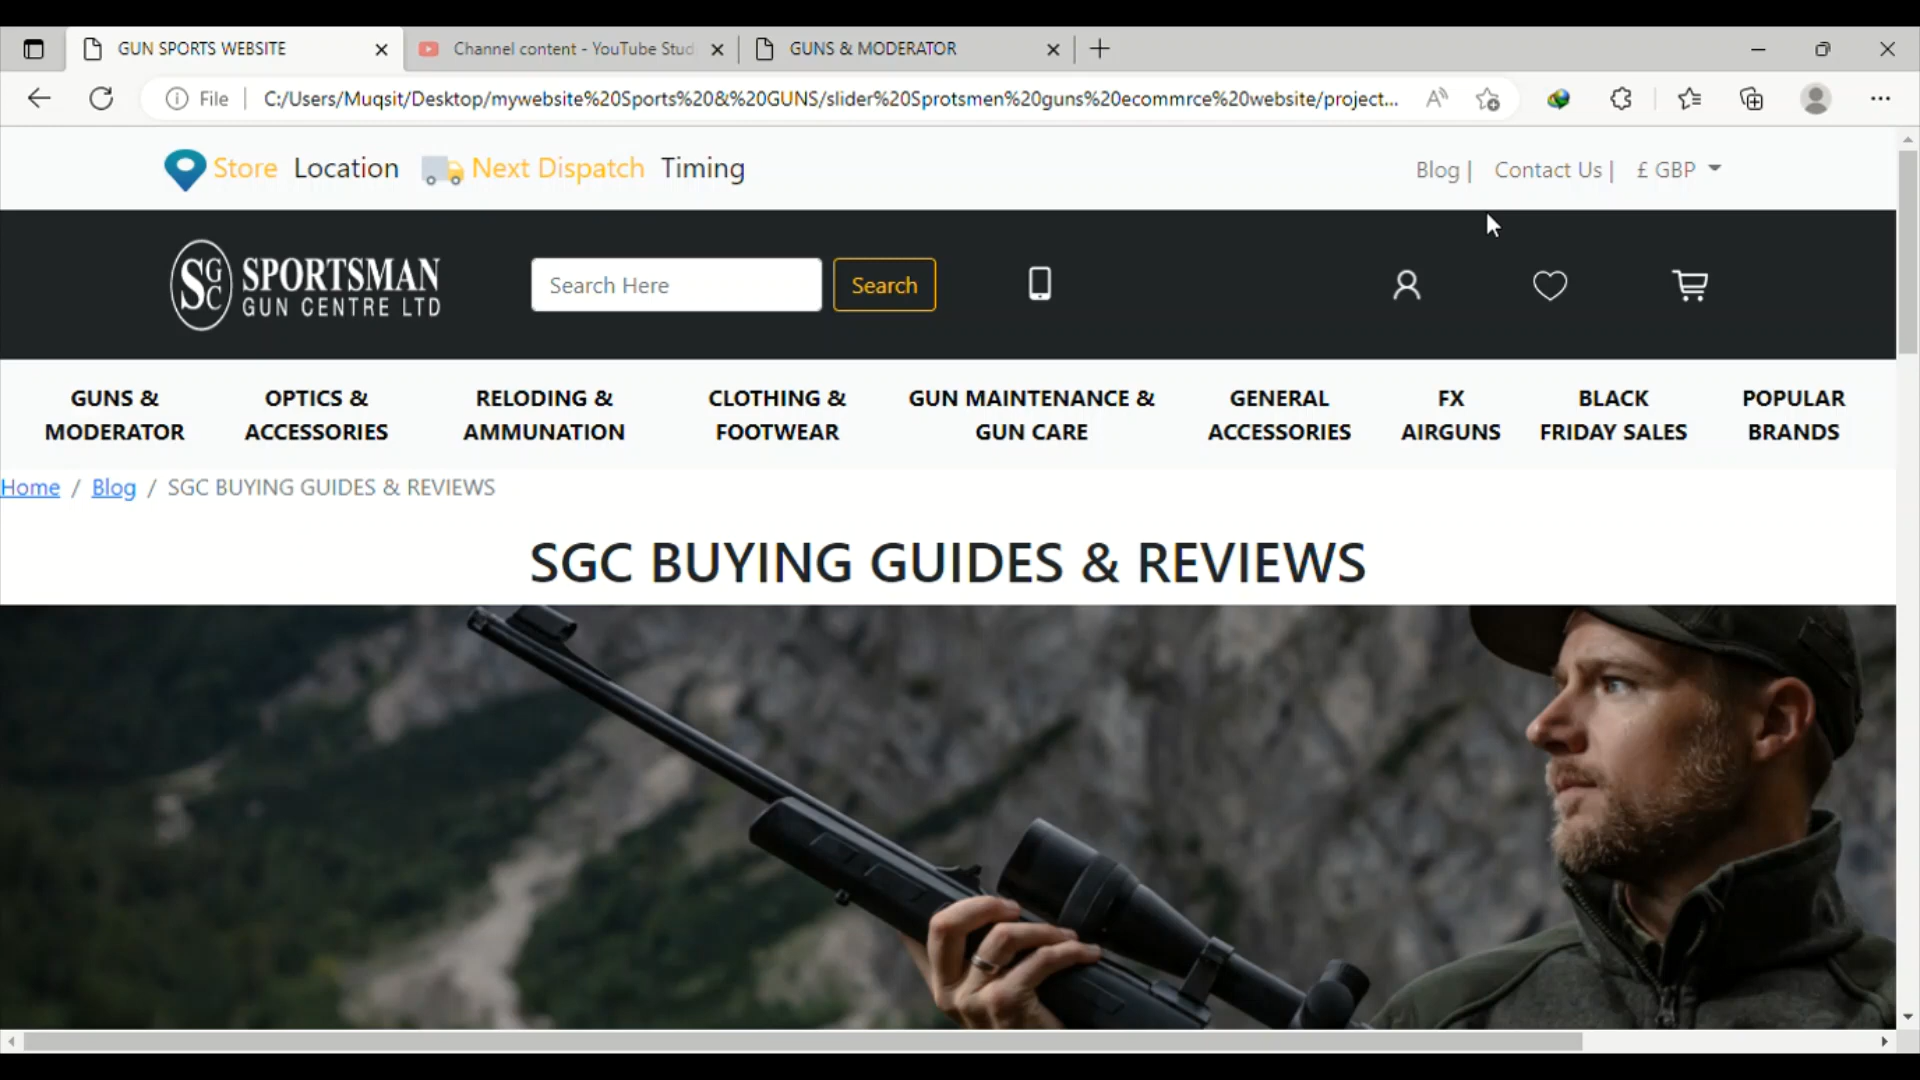 GUN SPORTS WEBSITE
Channel content - YouTube Stud
GUNS & MODERATOR
File
C:/Users/Muqsit/Desktop/mywebsite%20Sports%20&%20GUNS/slider%20Sprotsmen%20guns%20ecommrce%20website/project...
Store Location Next Dispatch Timing
Blog | Contact Us | £ GBP
SGC SPORTSMAN
GUN CENTRE LTD
Search Here
Search
GUNS &
MODERATOR
OPTICS &
ACCESSORIES
RELODING &
AMMUNATION
CLOTHING &
FOOTWEAR
GUN MAINTENANCE &
GUN CARE
GENERAL
ACCESSORIES
FX
AIRGUNS
BLACK
FRIDAY SALES
POPULAR
BRANDS
Home / Blog / SGC BUYING GUIDES & REVIEWS
SGC BUYING GUIDES & REVIEWS